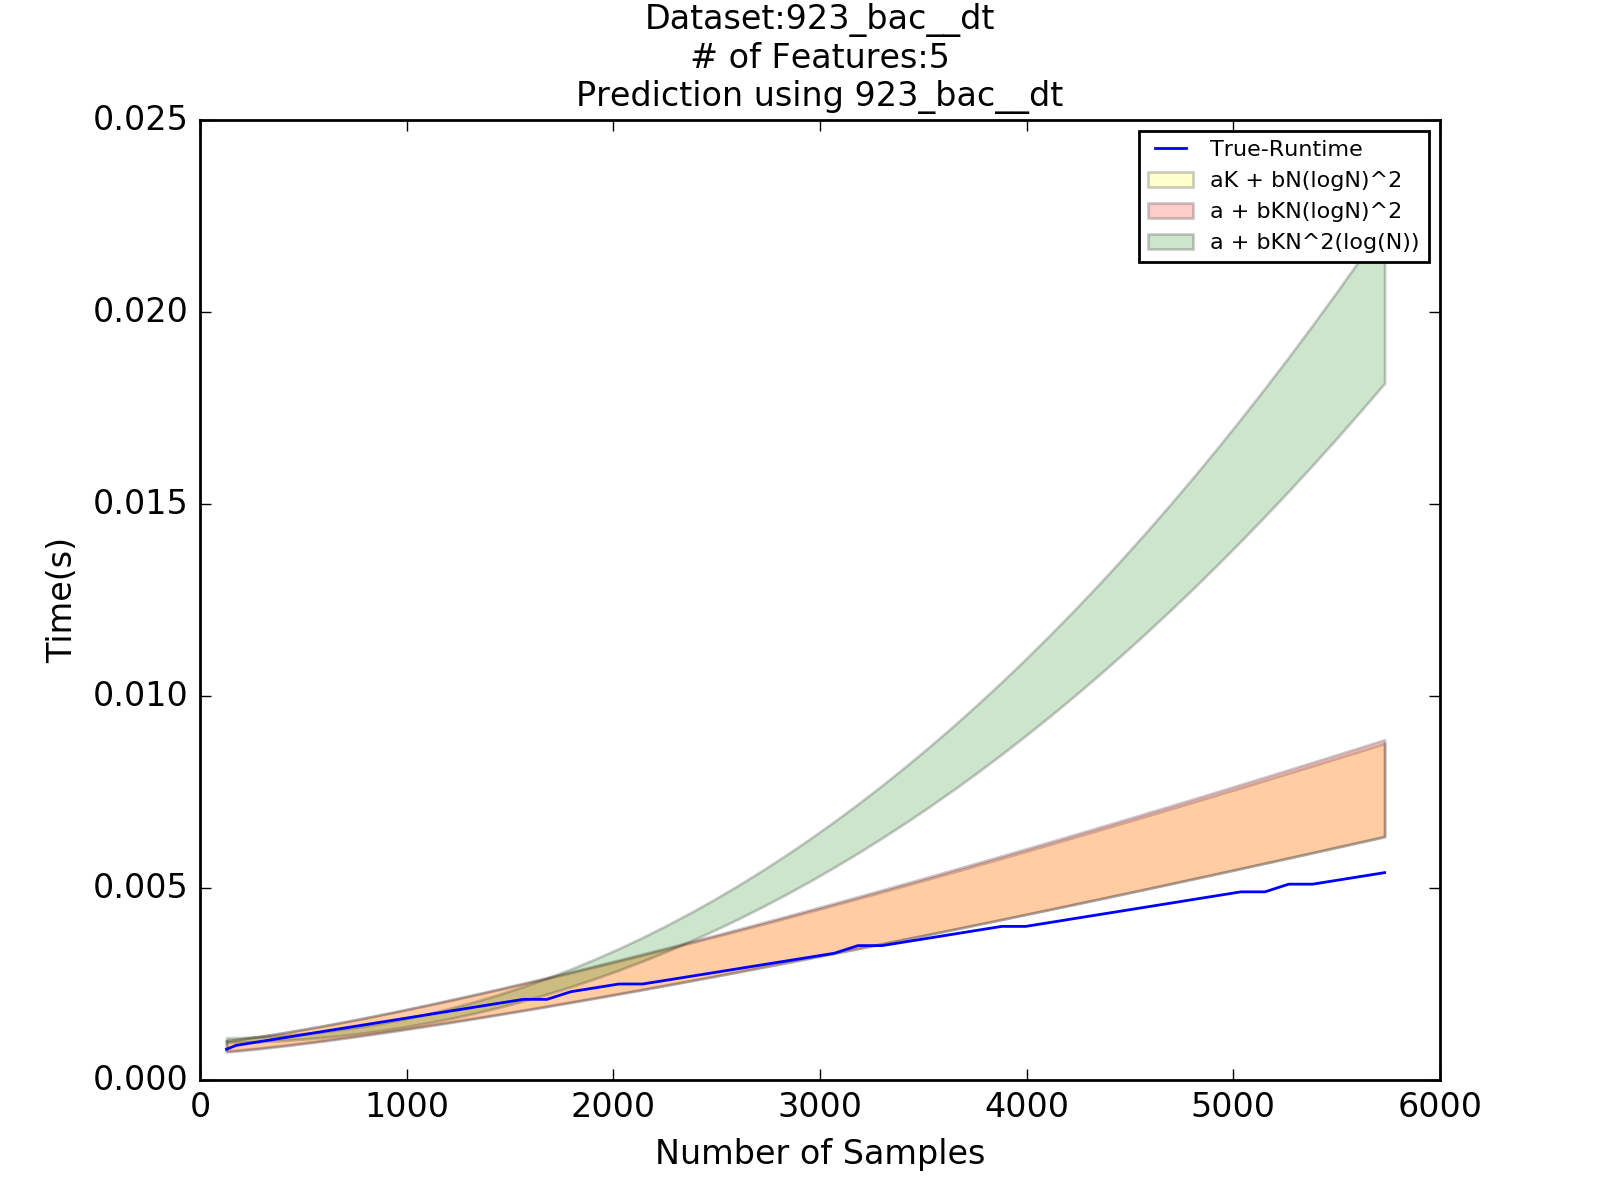 Dataset:923_bac__dt
# of Features:5
Prediction using 923_bac__dt
0.025
0.020
0.015
0.010
0.005
0.000
Time(s)
True-Runtime
aK + bN(logN)^2
a + bKN(logN)^2
a + bKN^2(log(N))
0 1000 2000 3000 4000 5000 6000
Number of Samples